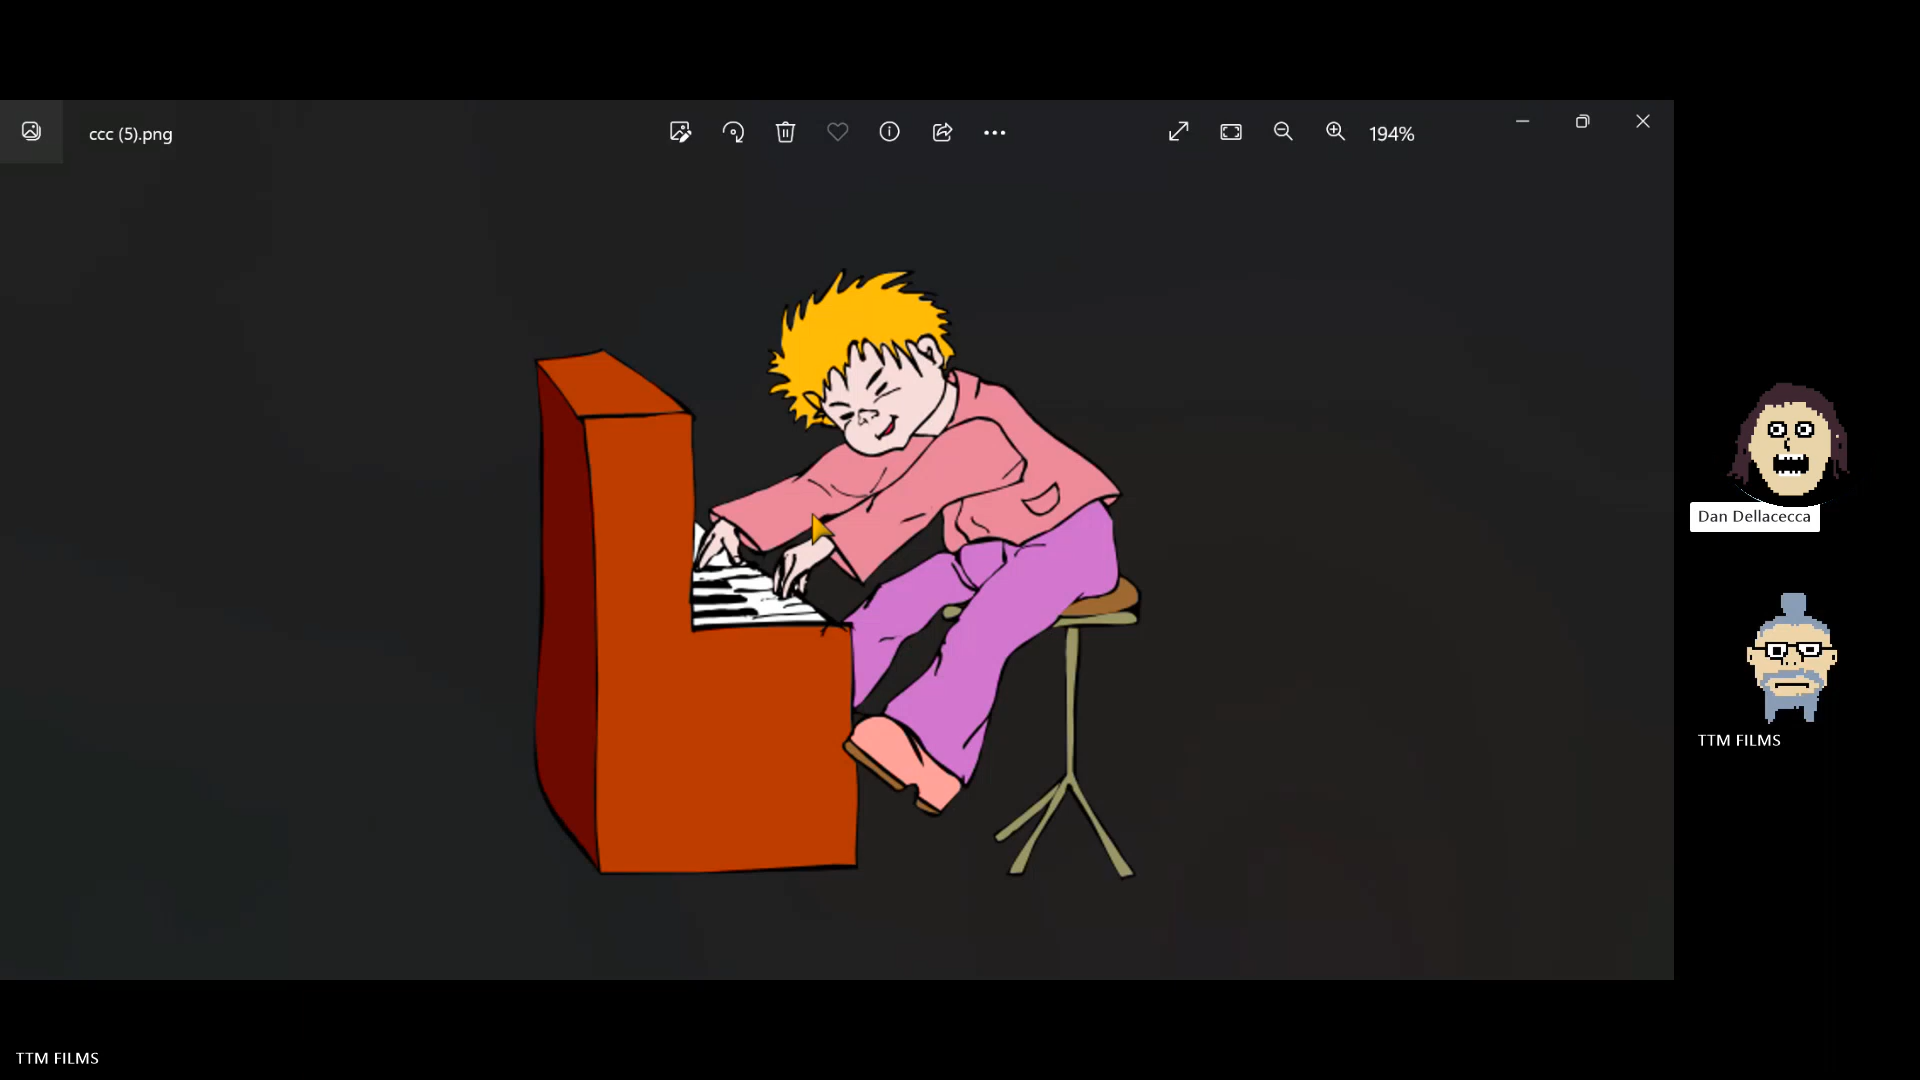 ccc (5).png
194%
Dan Dellacecca
TTM FILMS
TTM FILMS